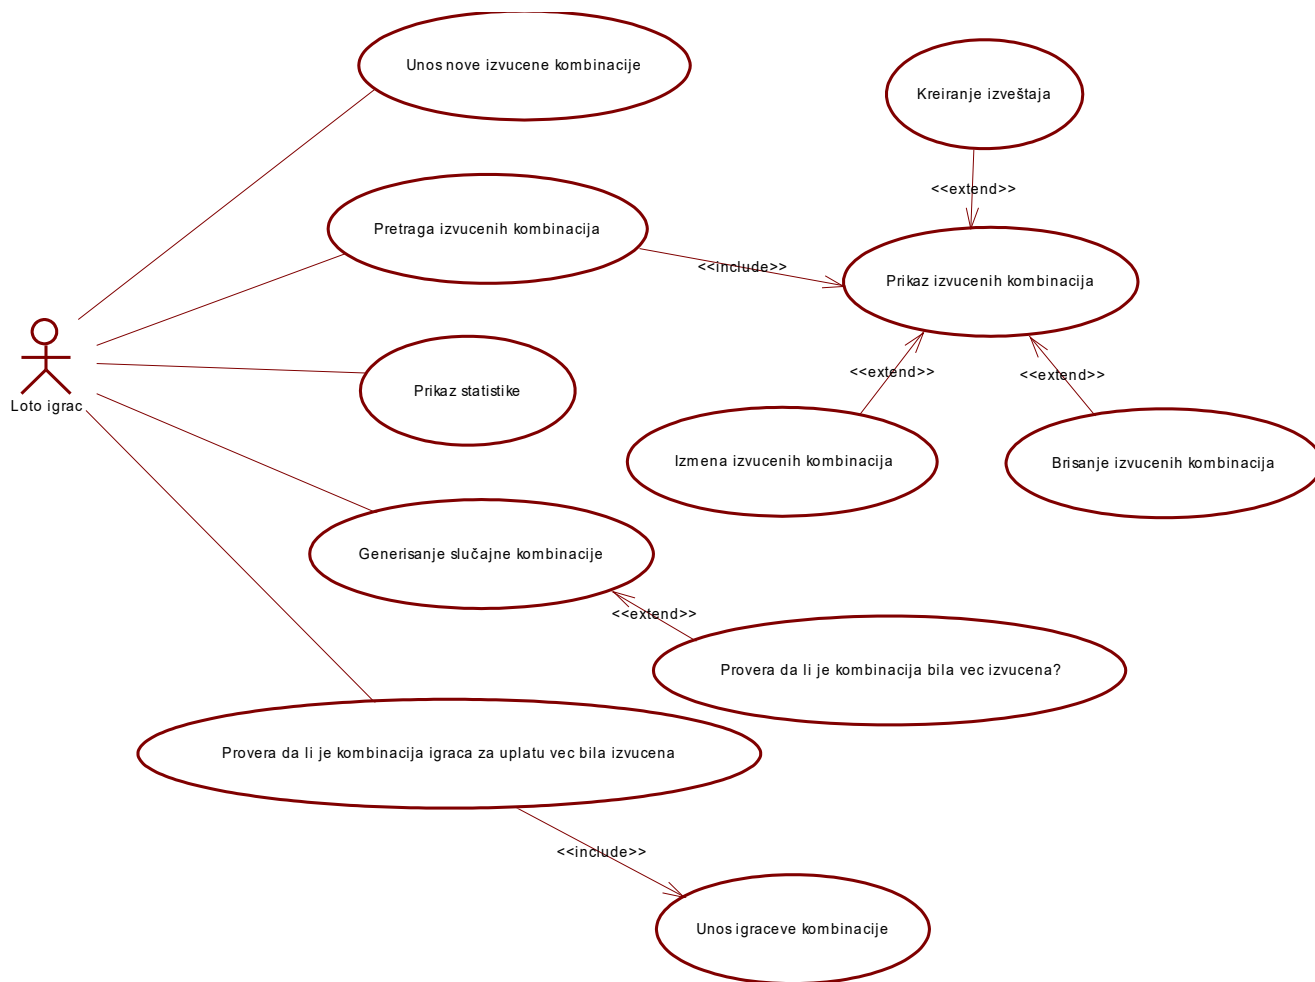 Unos nove izvucene kombinacije
Kreiranje izveštaja
<<extend>>
Pretraga izvucenih kombinacija
<<include>>
Prikaz izvucenih kombinacija
Loto igrac
Prikaz statistike
<<extend>>
<<extend>>
Izmena izvucenih kombinacija
Brisanje izvucenih kombinacija
Generisanje slučajne kombinacije
<<extend>>
Provera da li je kombinacija bila vec izvucena?
Provera da li je kombinacija igraca za uplatu vec bila izvucena
<<include>>
Unos igraceve kombinacije